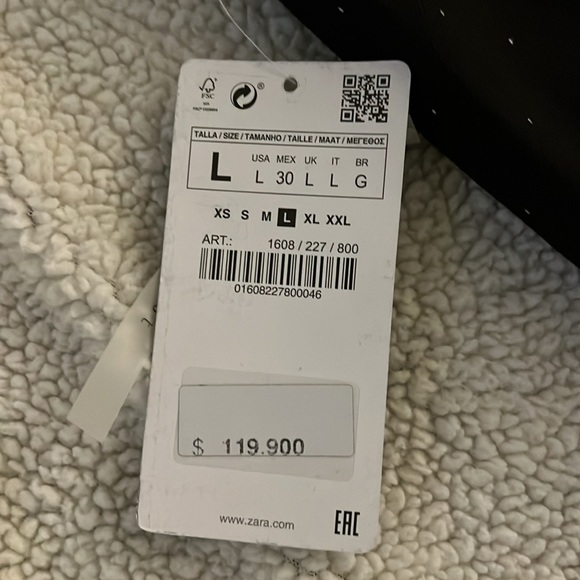 FSC
TALLA / SIZE / TAMANHO / TAILLE / MAAT / ΜΕΓΕΘΟΣ
L USA MEX UK IT BR
L 30 L L G
XS S M L XL XXL
ART.: 1608 / 227 / 800
01608227800046
$ 119.900
www.zara.com
EAC